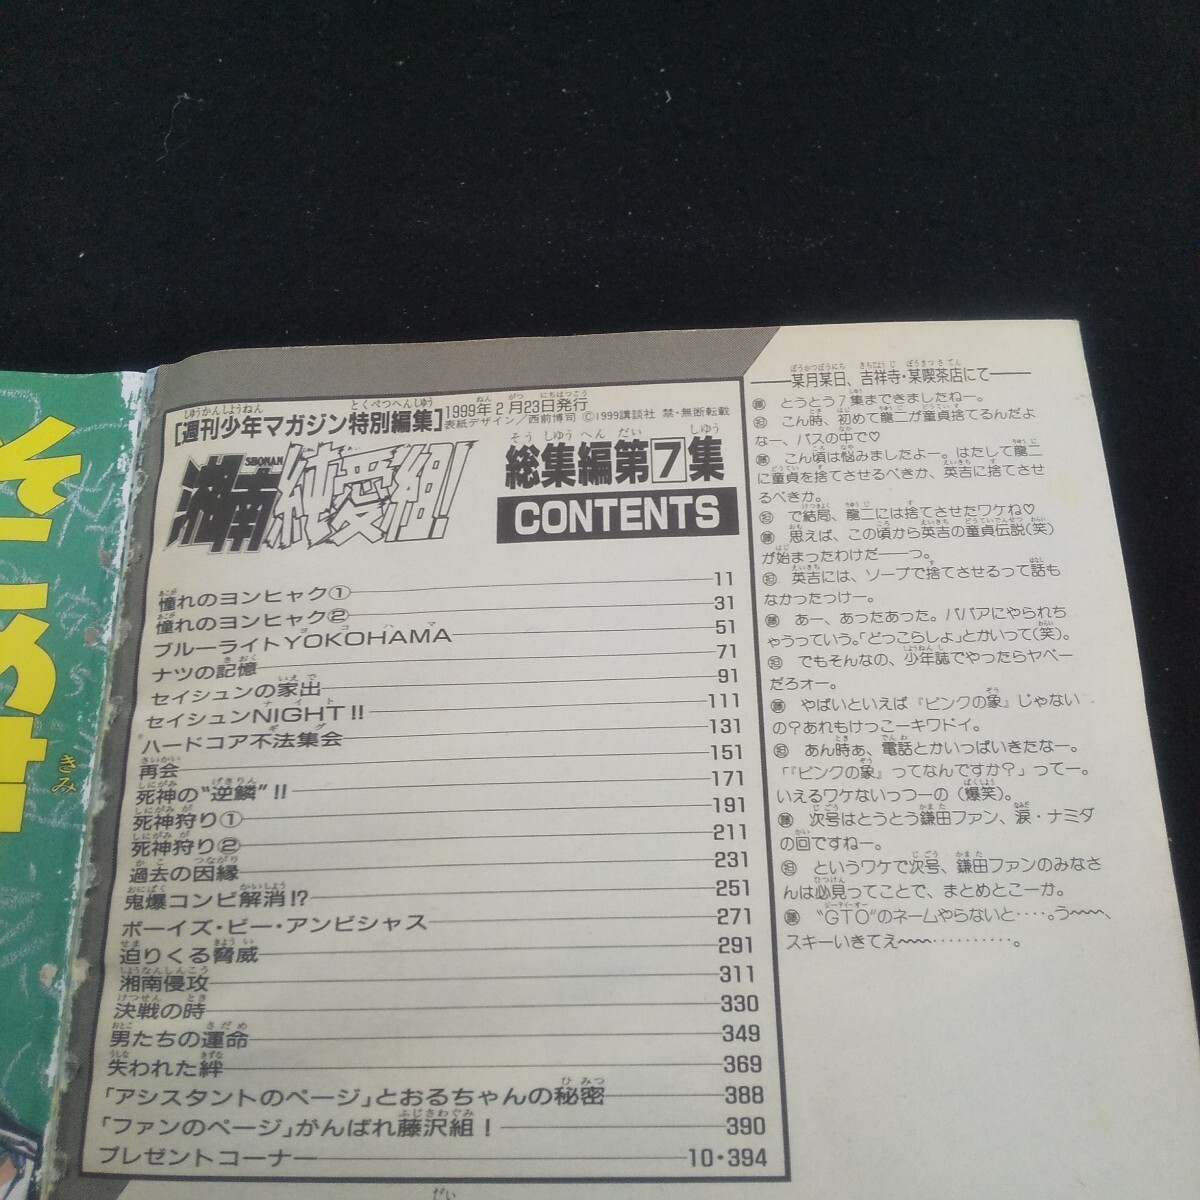 [週刊少年マガジン特別編集]
1999年2月23日発行
表紙デザイン／西前博司 ©1999講談社 禁・無断転載
SHONAN
湘南純愛組!
総集編第7集
CONTENTS
憧れのヨンヒャク①――11
憧れのヨンヒャク②――31
ブルーライトYOKOHAMA――51
ナツの記憶――71
セイシュンの家出――91
セイシュンNIGHT!!――111
ハードコア不法集会――131
再会――151
死神の“逆鱗”!!――171
死神狩り①――191
死神狩り②――211
過去の因縁――231
鬼爆コンビ解消!?――251
ボーイズ・ビー・アンビシャス――271
迫りくる脅威――291
湘南侵攻――311
決戦の時――330
男たちの運命――349
失われた絆――369
「アシスタントのページ」とおるちゃんの秘密――388
「ファンのページ」がんばれ藤沢組！――390
プレゼントコーナー――10・394
――某月某日、吉祥寺・某喫茶店にて――
藤 とうとう7集まできましたねー。
担 こん時、初めて龍二が童貞捨てるんだよ
なー、バスの中で♡
藤 こん頃は悩みましたよー。はたして龍二
に童貞を捨てさせるべきか、英吉に捨てさせ
るべきか。
担 で結局、龍二には捨てさせたワケね♡
藤 思えば、この頃から英吉の童貞伝説(笑)
が始まったわけだ――つ。
担 英吉には、ソープで捨てさせるって話も
なかったっけー。
藤 あー、あったあった。ババアにやられち
ゃうっていう。「どっこらしょ」とかいって(笑)。
担 でもそんなの、少年誌でやったらヤベー
だろォー。
藤 やばいといえば『ピンクの象』じゃない
の？あれもけっこーキワドイ。
担 あん時ぁ、電話とかいっぱいきたなー。
「『ピンクの象』ってなんですか？」ってー。
いえるワケないっつーの(爆笑)。
藤 次号はとうとう鎌田ファン、涙・ナミダ
の回ですねー。
担 というワケで次号、鎌田ファンのみなさ
んは必見ってことで、まとめとこーか。
藤 “GTO”のネームやらないと‥‥。う～～、
スキーいきてえ～～‥‥‥‥‥。
きみ
だい